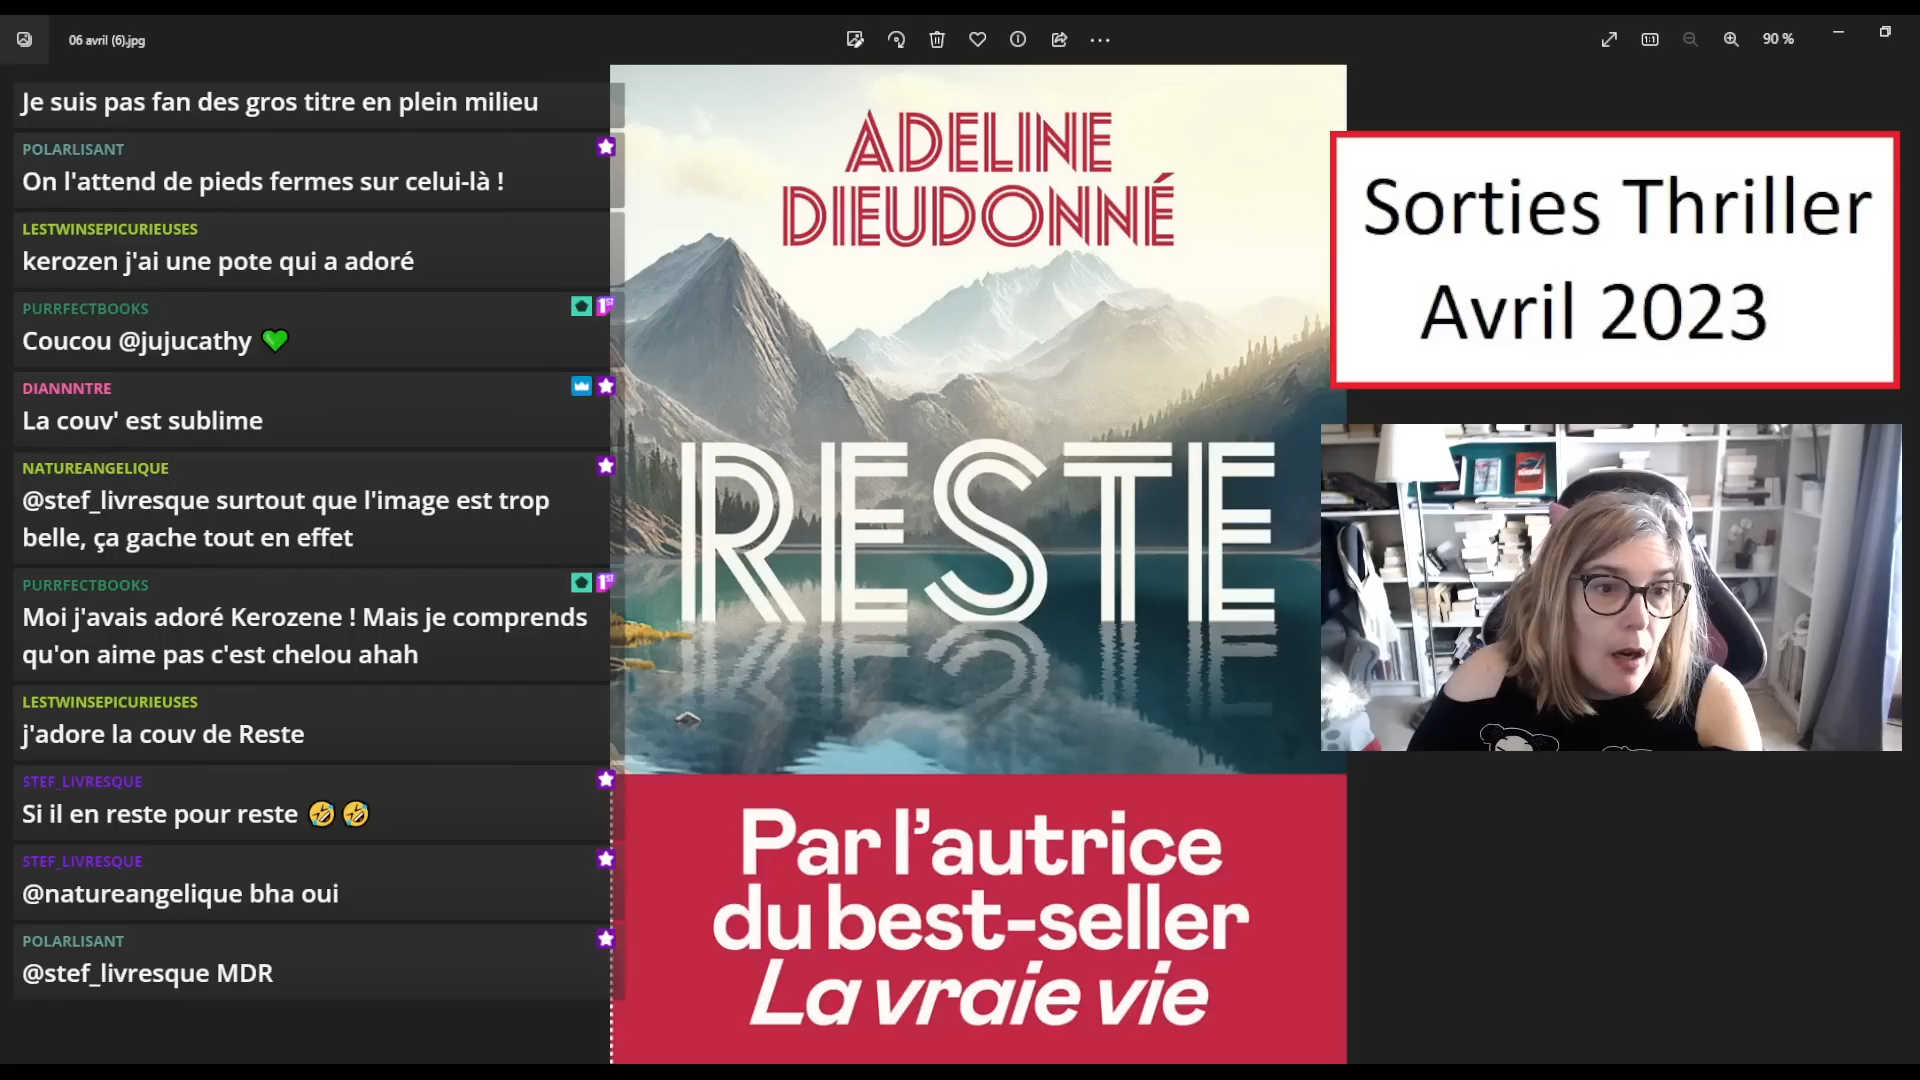 06 avril (6).jpg
90 %
Je suis pas fan des gros titre en plein milieu
POLARLISANT
On l'attend de pieds fermes sur celui-là !
LESTWINSEPICURIEUSES
kerozen j'ai une pote qui a adoré
PURRFECTBOOKS
1ST
Coucou @jujucathy 💚
DIANNNTRE
La couv' est sublime
NATUREANGELIQUE
@stef_livresque surtout que l'image est trop
belle, ça gache tout en effet
PURRFECTBOOKS
1ST
Moi j'avais adoré Kerozene ! Mais je comprends
qu'on aime pas c'est chelou ahah
LESTWINSEPICURIEUSES
j'adore la couv de Reste
STEF_LIVRESQUE
Si il en reste pour reste 🤣 🤣
STEF_LIVRESQUE
@natureangelique bha oui
POLARLISANT
@stef_livresque MDR
ADELINE
DIEUDONNÉ
RESTE
Par l'autrice
du best-seller
La vraie vie
Sorties Thriller
Avril 2023